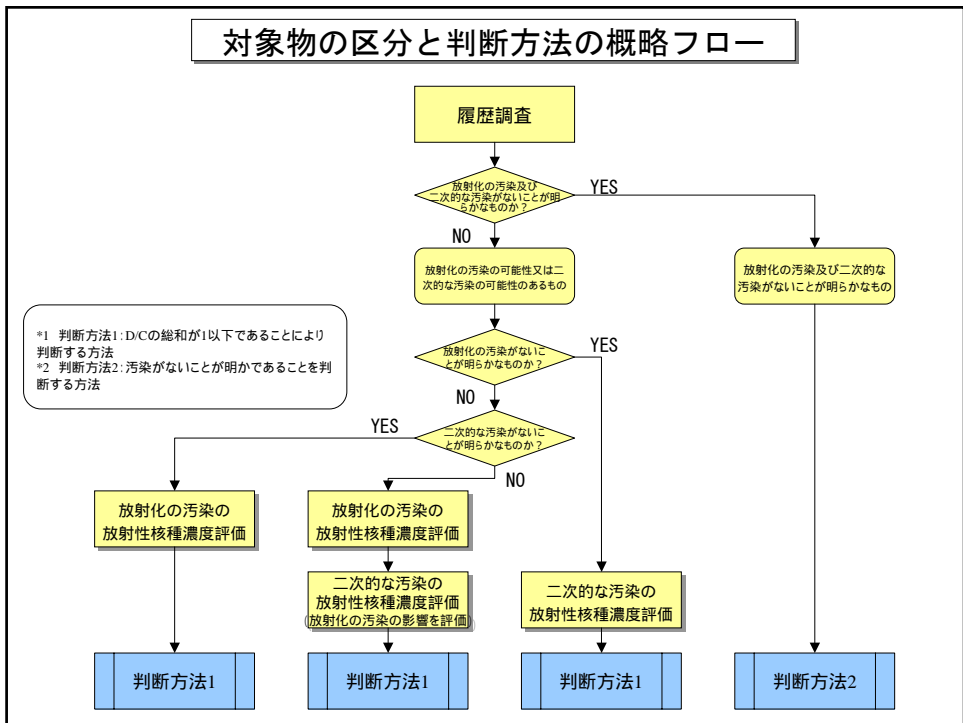 対象物の区分と判断方法の概略フロー
履歴調査
放射化の汚染及び
二次的な汚染がないことが明
らかなものか?
YES
NO
放射化の汚染の可能性又は二
次的な汚染の可能性のあるもの
放射化の汚染及び二次的な
汚染がないことが明らかなもの
*1 判断方法1:D/Cの総和が1以下であることにより
判断する方法
*2 判断方法2:汚染がないことが明かであることを判
断する方法
放射化の汚染がないこ
とが明らかなものか?
YES
NO
二次的な汚染がないこ
とが明らかなものか?
YES
NO
放射化の汚染の
放射性核種濃度評価
放射化の汚染の
放射性核種濃度評価
二次的な汚染の
放射性核種濃度評価
(放射化の汚染の影響を評価)
二次的な汚染の
放射性核種濃度評価
判断方法1
判断方法1
判断方法1
判断方法2